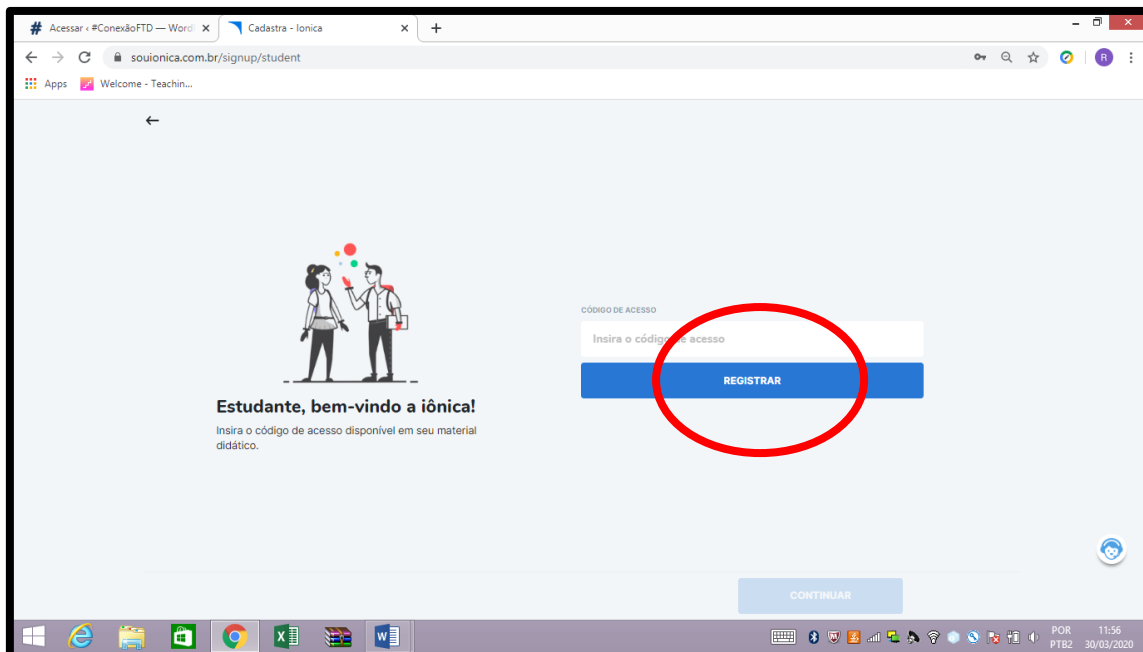 # Acessar ‹ #ConexãoFTD — Word
Cadastra - Ionica
souionica.com.br/signup/student
R
Apps
Welcome - Teachin...
CÓDIGO DE ACESSO
Insira o código de acesso
REGISTRAR
Estudante, bem-vindo a iônica!
Insira o código de acesso disponível em seu material
didático.
CONTINUAR
POR 11:56
PTB2 30/03/2020